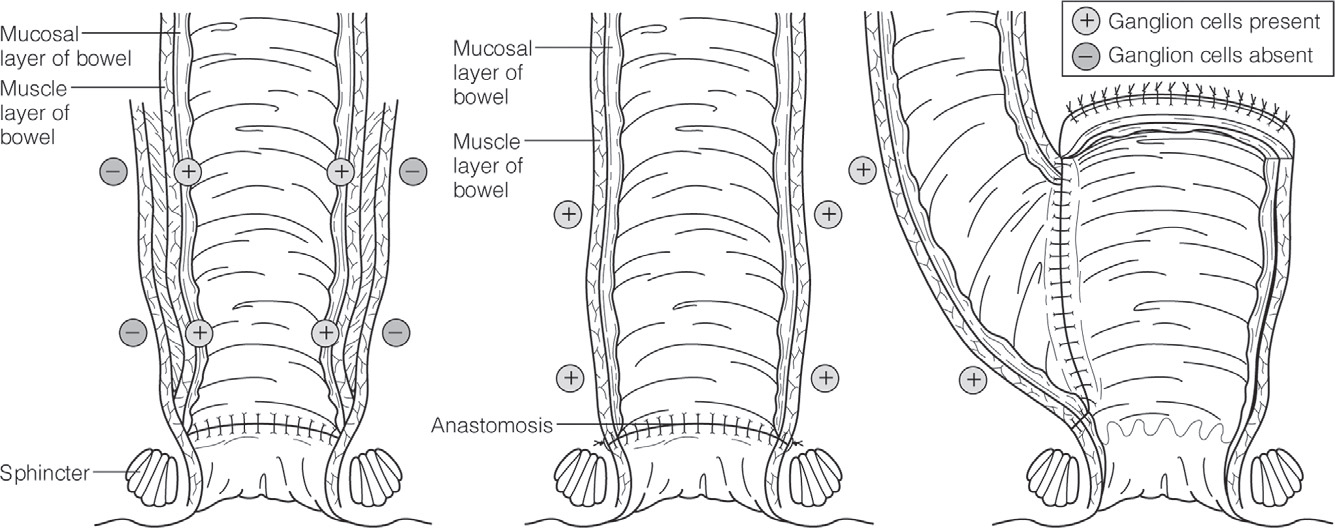 Mucosal
layer of bowel
Muscle
layer of
bowel
Sphincter
Mucosal
layer of
bowel
Muscle
layer of
bowel
Anastomosis
+ Ganglion cells present
− Ganglion cells absent
−
+
+
−
−
+
+
−
+
+
+
+
+
+